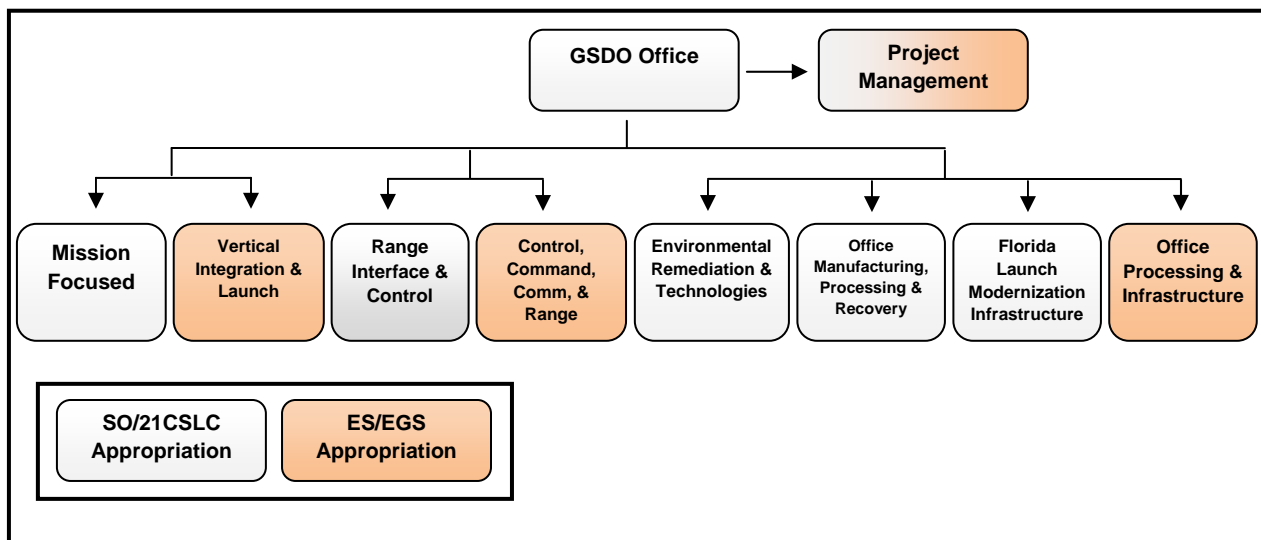 GSDO Office
Project
Management
Mission
Focused
Vertical
Integration &
Launch
Range
Interface &
Control
Control,
Command,
Comm, &
Range
Environmental
Remediation &
Technologies
Office
Manufacturing,
Processing &
Recovery
Florida
Launch
Modernization
Infrastructure
Office
Processing &
Infrastructure
SO/21CSLC
Appropriation
ES/EGS
Appropriation